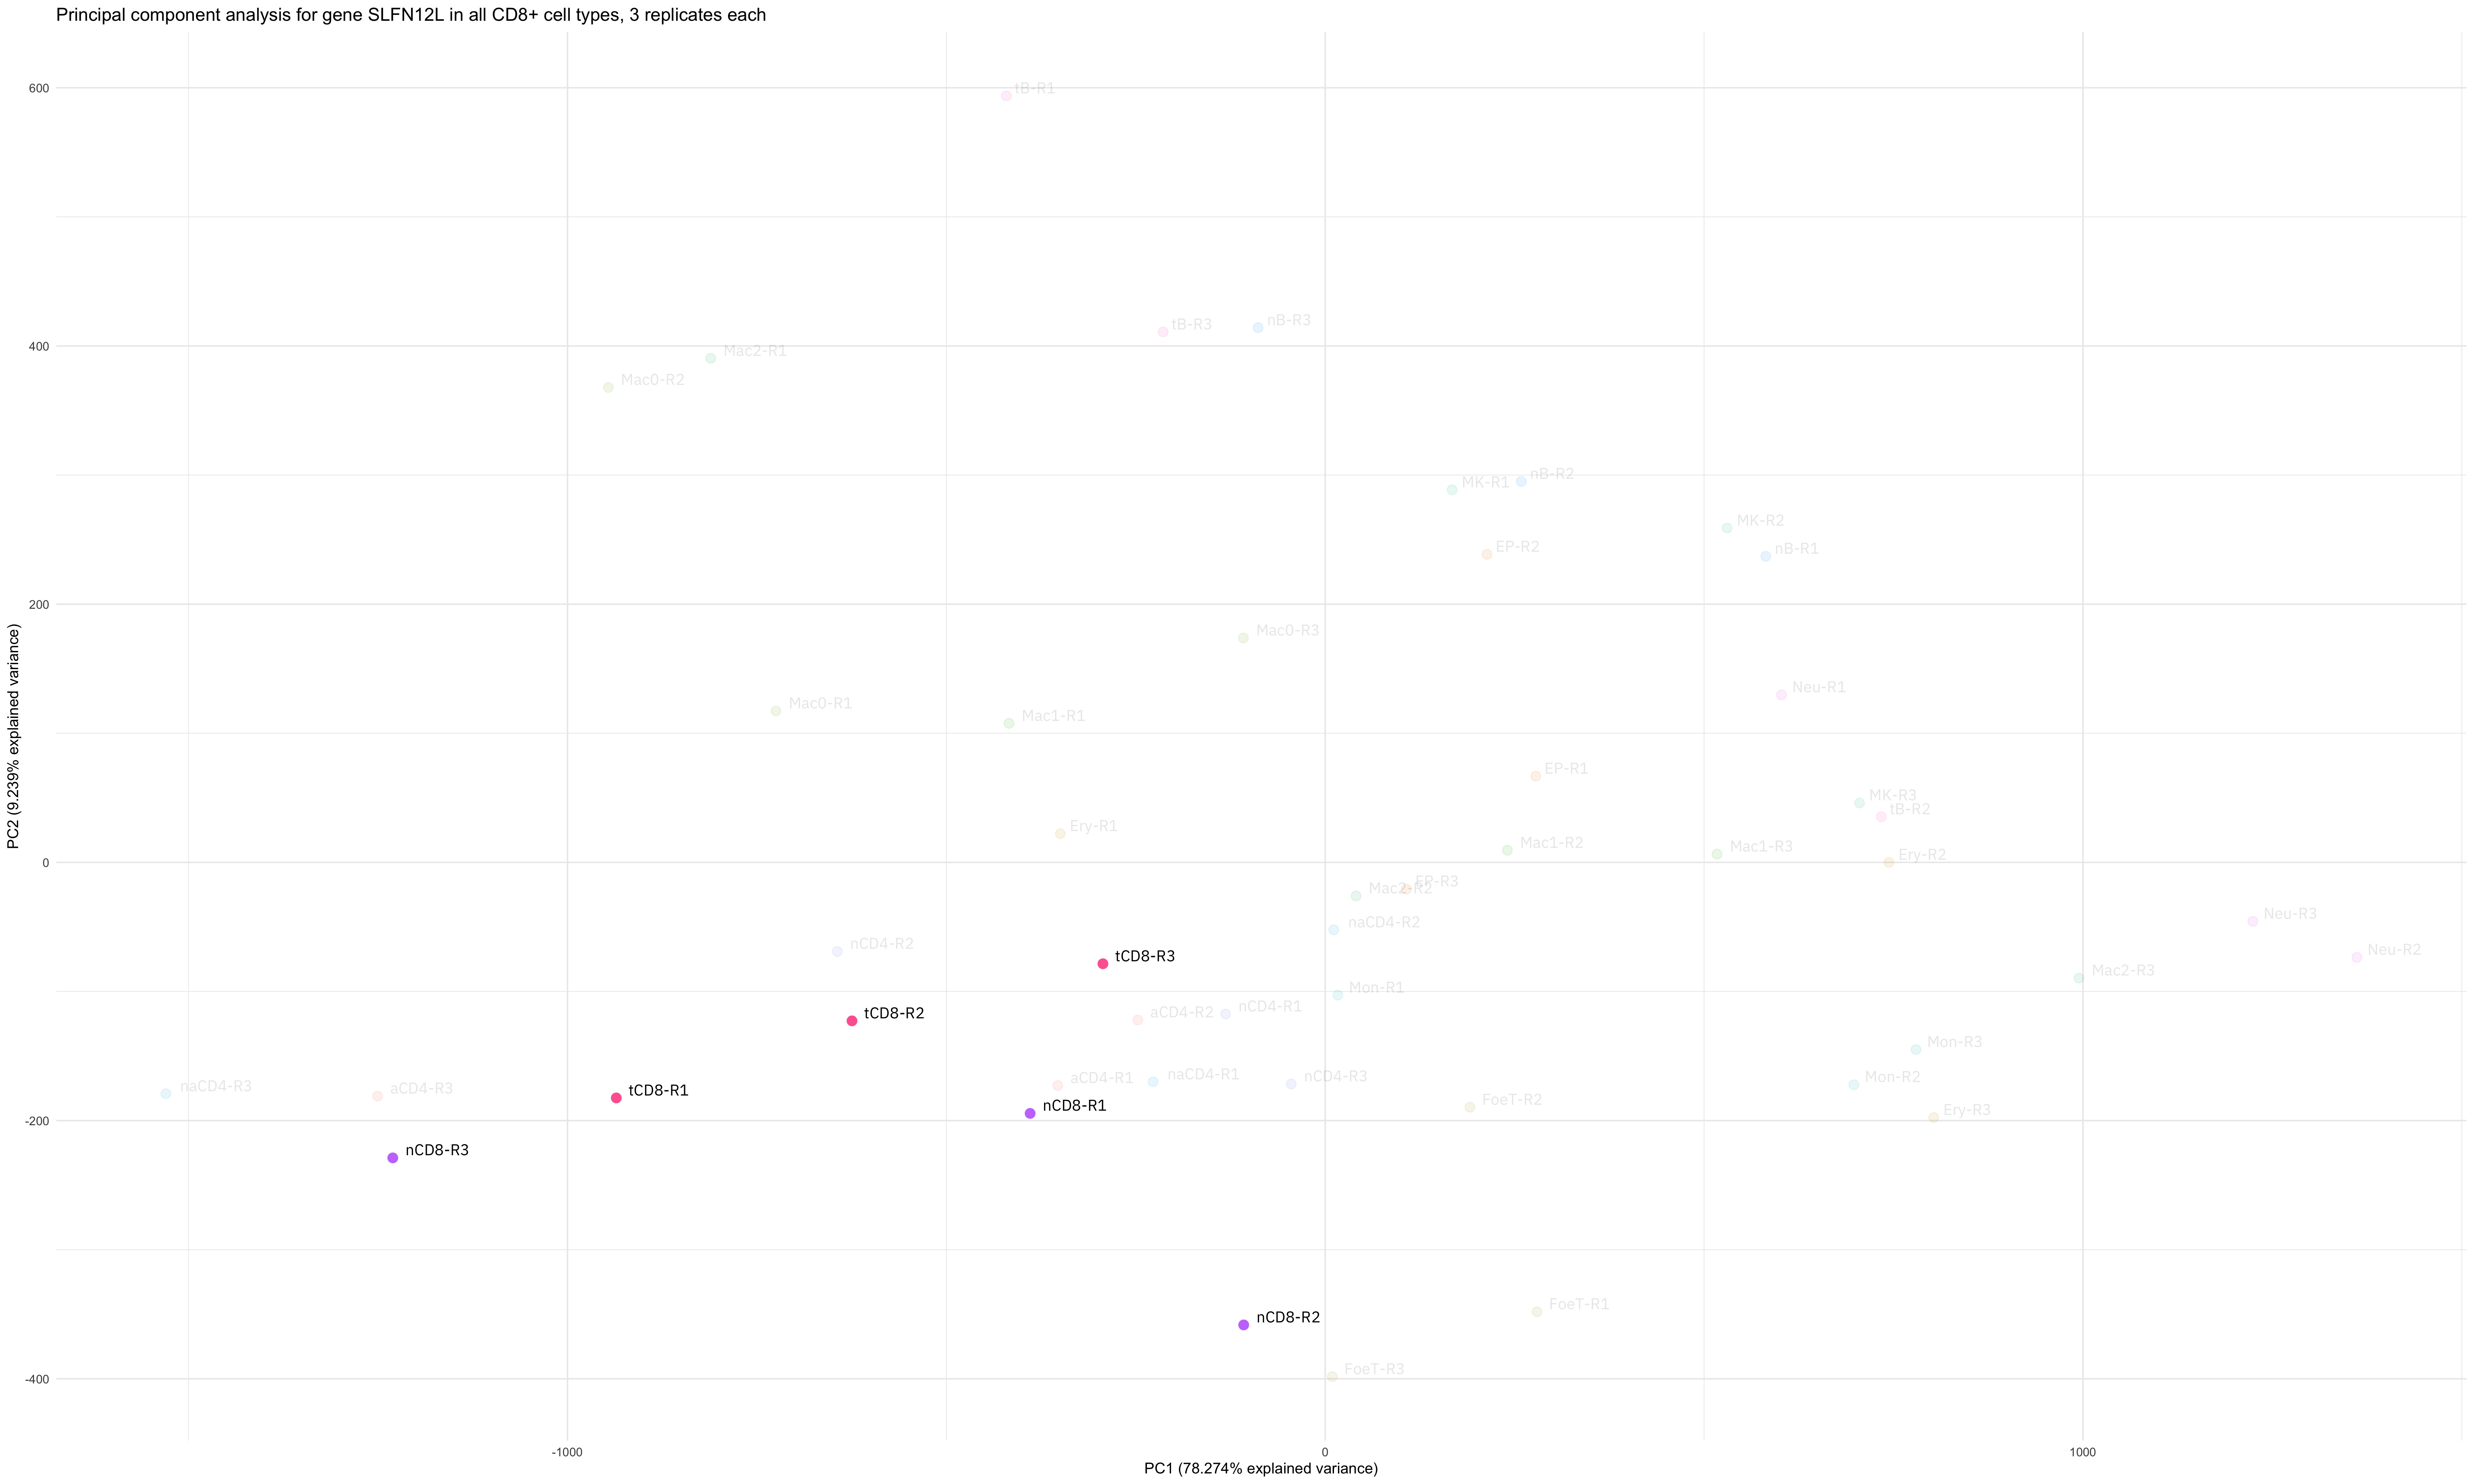 Principal component analysis for gene SLFN12L in all CD8+ cell types, 3 replicates each
600
tB-R1
400
tB-R3
nB-R3
Mac2-R1
Mac0-R2
nB-R2
MK-R1
MK-R2
EP-R2
nB-R1
200
Mac0-R3
Neu-R1
Mac0-R1
Mac1-R1
EP-R1
MK-R3
tB-R2
Ery-R1
Mac1-R2
Mac1-R3
Ery-R2
0
EP-R3
Mac2-R2
naCD4-R2
Neu-R3
nCD4-R2
Neu-R2
tCD8-R3
Mac2-R3
Mon-R1
nCD4-R1
aCD4-R2
tCD8-R2
Mon-R3
naCD4-R1
aCD4-R1
nCD4-R3
Mon-R2
naCD4-R3
aCD4-R3
tCD8-R1
FoeT-R2
nCD8-R1
Ery-R3
-200
nCD8-R3
FoeT-R1
nCD8-R2
FoeT-R3
-400
PC2 (9.239% explained variance)
-1000
0
1000
PC1 (78.274% explained variance)